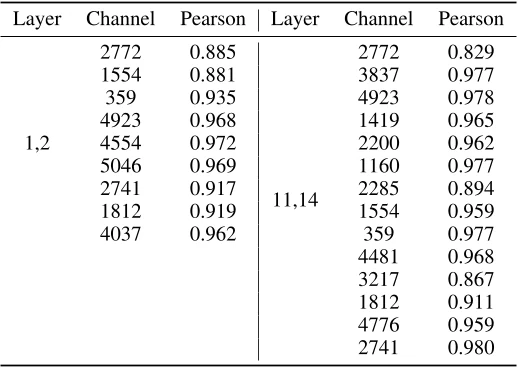 Layer Channel Pearson Layer Channel Pearson
2772 0.885 2772 0.829
1554 0.881 3837 0.977
359 0.935 4923 0.978
4923 0.968 1419 0.965
1,2 4554 0.972 2200 0.962
5046 0.969 1160 0.977
2741 0.917 2285 0.894
11,14
1812 0.919 1554 0.959
4037 0.962 359 0.977
4481 0.968
3217 0.867
1812 0.911
4776 0.959
2741 0.980